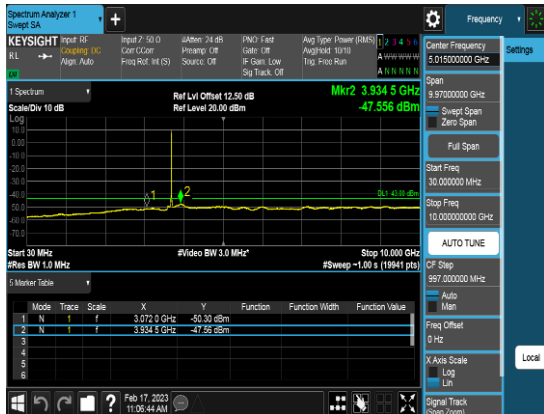 Spectrum Analyzer 1
Swept SA
Frequency
KEYSIGHT
RL
Input: RF
Coupling: DC
Align: Auto
Input Z: 50 Ω
Corr CCorr
Freq Ref: Int (S)
#Atten: 24 dB
Preamp: Off
Source: Off
PNO: Fast
Gate: Off
IF Gain: Low
Sig Track: Off
Avg Type: Power (RMS)
Avg|Hold: 10/10
Trig: Free Run
1 2 3 4 5 6
A W W W W W
A N N N N N
Center Frequency
5.015000000 GHz
Settings
Span
9.97000000 GHz
Swept Span
Zero Span
Full Span
Start Freq
30.000000 MHz
Stop Freq
10.000000000 GHz
AUTO TUNE
CF Step
997.000000 MHz
Auto
Man
Freq Offset
0 Hz
X Axis Scale
Log
Lin
Signal Track
(Span Zoom)
Local
1 Spectrum
Scale/Div 10 dB
Ref Lvl Offset 12.50 dB
Ref Level 20.00 dBm
Mkr2 3.934 5 GHz
-47.556 dBm
Log
10.0
0.00
-10.0
-20.0
-30.0
-40.0
-50.0
-60.0
-70.0
1
2
Start 30 MHz
#Res BW 1.0 MHz
#Video BW 3.0 MHz*
Stop 10.000 GHz
#Sweep ~1.00 s (19941 pts)
5 Marker Table
Mode Trace Scale X Y Function Function Width Function Value
1 N 1 f 3.072 0 GHz -50.30 dBm
2 N 1 f 3.934 5 GHz -47.56 dBm
3
4
5
6
?
Feb 17, 2023
11:06:44 AM